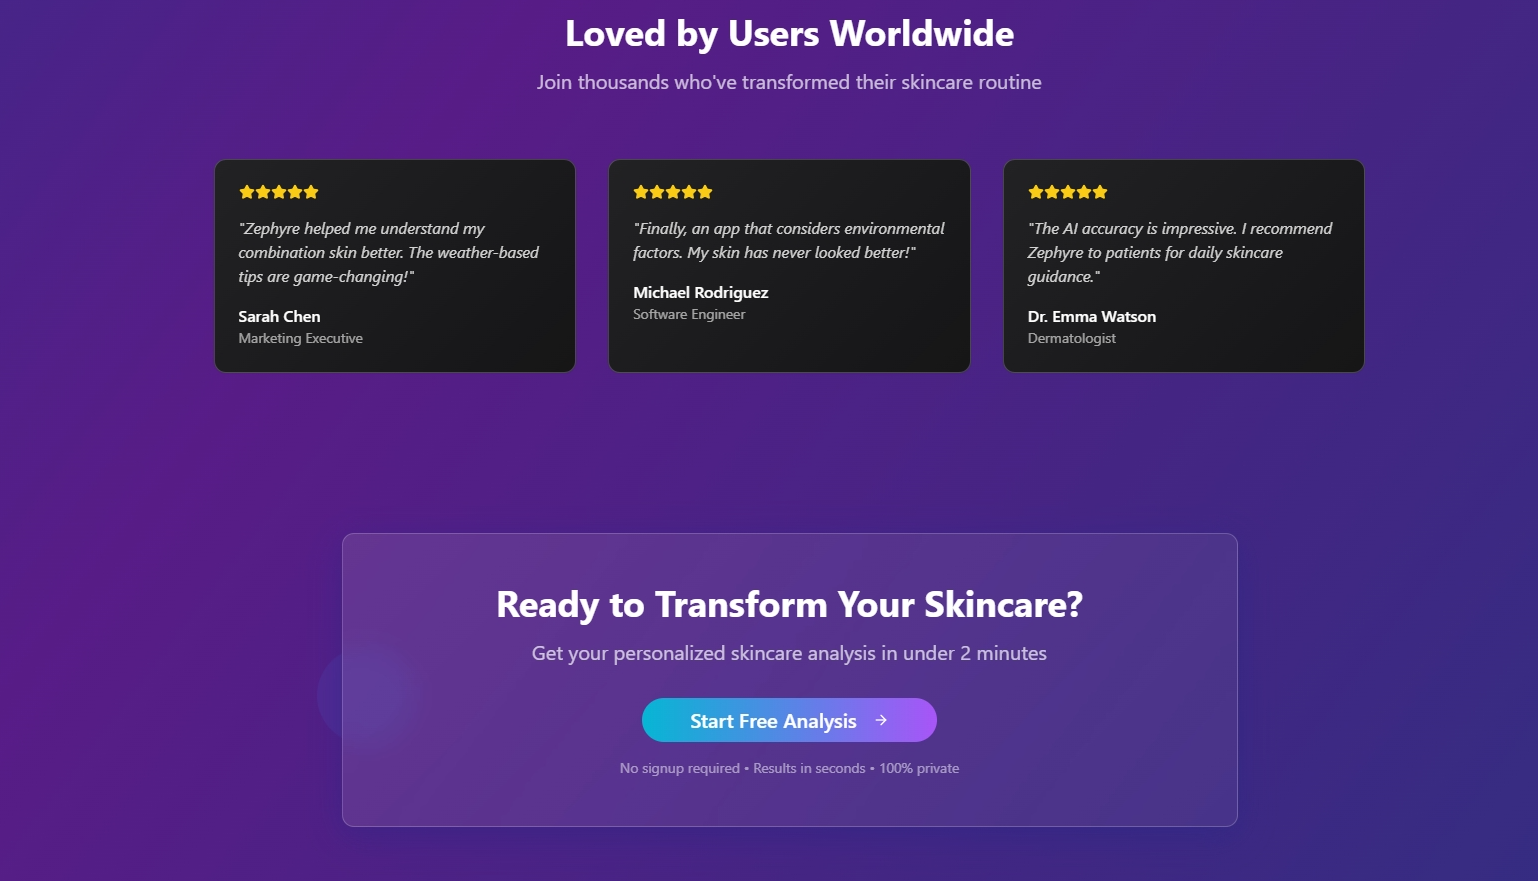 Loved by Users Worldwide
Join thousands who've transformed their skincare routine
"Zephyre helped me understand my
combination skin better. The weather-based
tips are game-changing!"
Sarah Chen
Marketing Executive
"Finally, an app that considers environmental
factors. My skin has never looked better!"
Michael Rodriguez
Software Engineer
"The AI accuracy is impressive. I recommend
Zephyre to patients for daily skincare
guidance."
Dr. Emma Watson
Dermatologist
Ready to Transform Your Skincare?
Get your personalized skincare analysis in under 2 minutes
Start Free Analysis →
No signup required • Results in seconds • 100% private